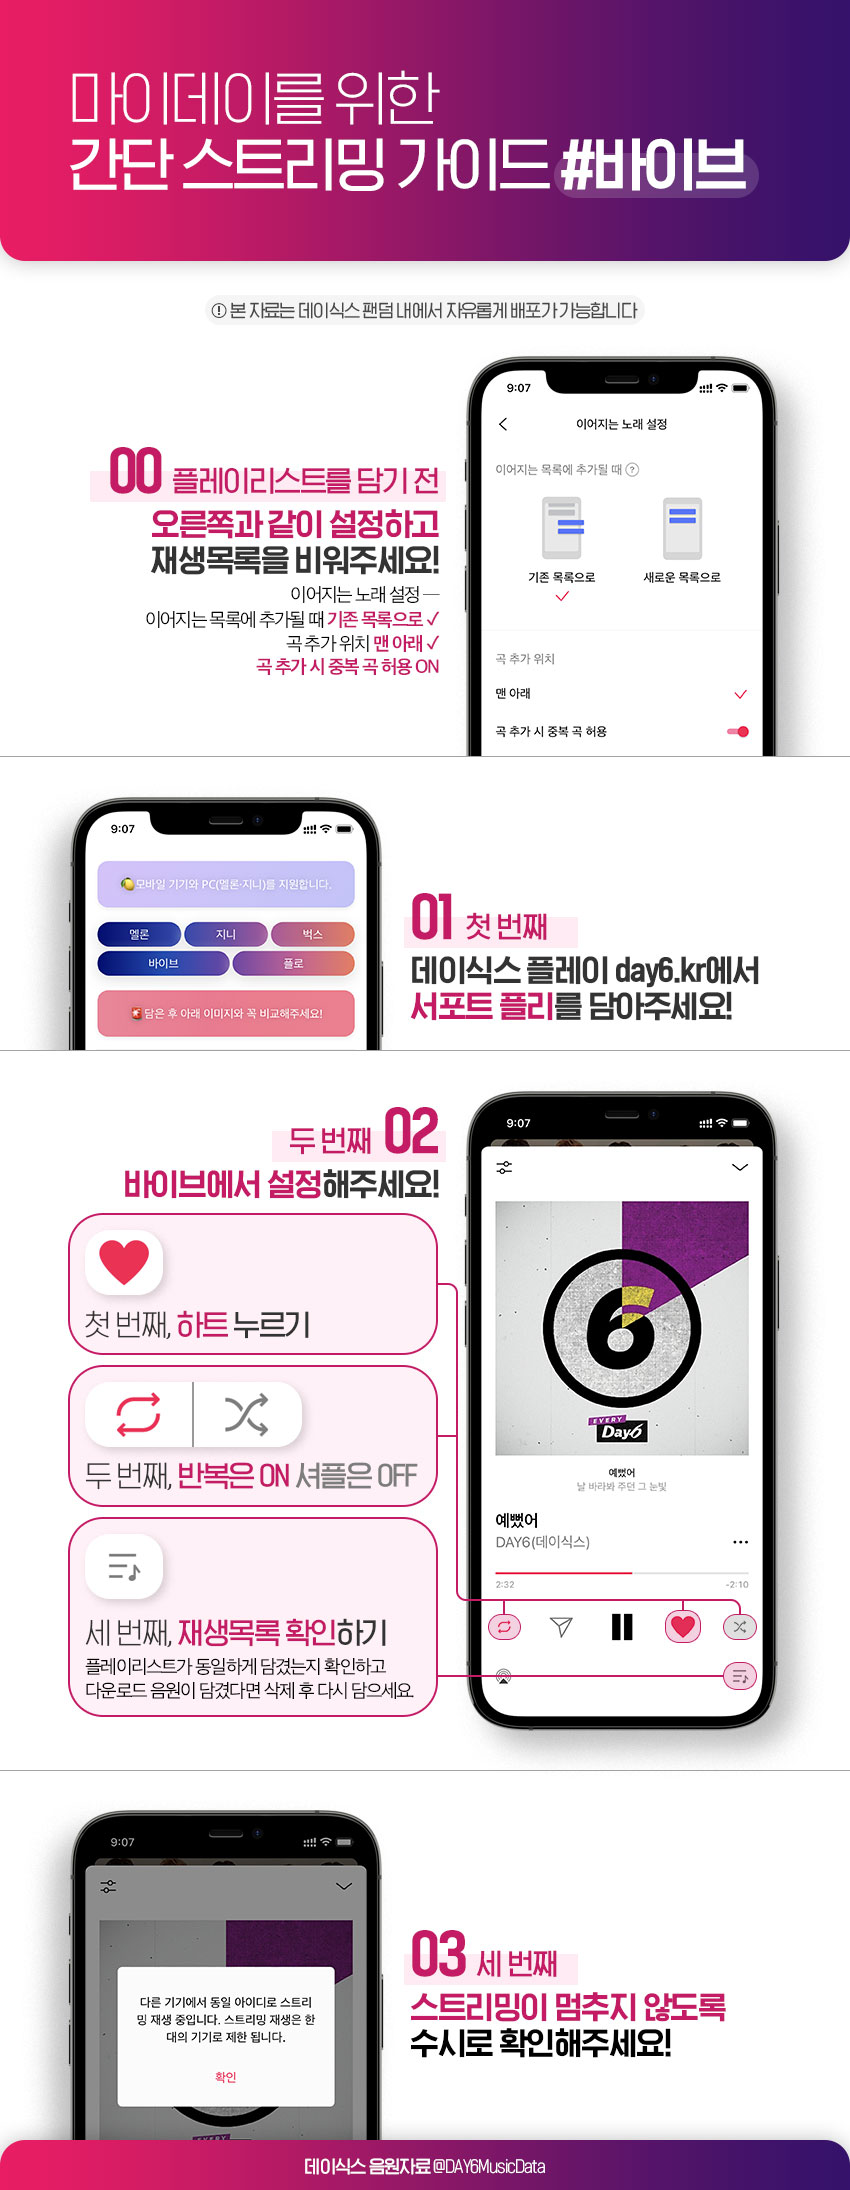 마이데이를 위한
간단 스트리밍 가이드 #바이브
본 자료는 데이식스 팬덤 내에서 자유롭게 배포가 가능합니다
00 플레이리스트를 담기 전
오른쪽과 같이 설정하고
재생목록을 비워주세요!
이어지는 노래 설정 —
이어지는 목록에 추가될 때 기존 목록으로 ✓
곡 추가 위치 맨 아래 ✓
곡 추가 시 중복 곡 허용 ON
9:07
이어지는 노래 설정
이어지는 목록에 추가될 때 ?
기존 목록으로
새로운 목록으로
곡 추가 위치
맨 아래
곡 추가 시 중복 곡 허용
9:07
🍋모바일 기기와 PC(멜론·지니)를 지원합니다.
멜론
지니
벅스
바이브
플로
🚨담은 후 아래 이미지와 꼭 비교해주세요!
01 첫 번째
데이식스 플레이 day6.kr에서
서포트 플리를 담아주세요!
두 번째 02
바이브에서 설정해주세요!
첫 번째, 하트 누르기
두 번째, 반복은 ON 셔플은 OFF
세 번째, 재생목록 확인하기
플레이리스트가 동일하게 담겼는지 확인하고
다운로드 음원이 담겼다면 삭제 후 다시 담으세요.
9:07
6
EVERY
Day6
예뻤어
날 바라봐 주던 그 눈빛
예뻤어
DAY6(데이식스)
2:32
-2:10
9:07
다른 기기에서 동일 아이디로 스트리
밍 재생 중입니다. 스트리밍 재생은 한
대의 기기로 제한 됩니다.
확인
EVERY
03 세 번째
스트리밍이 멈추지 않도록
수시로 확인해주세요!
데이식스 음원자료 @DAY6MusicData